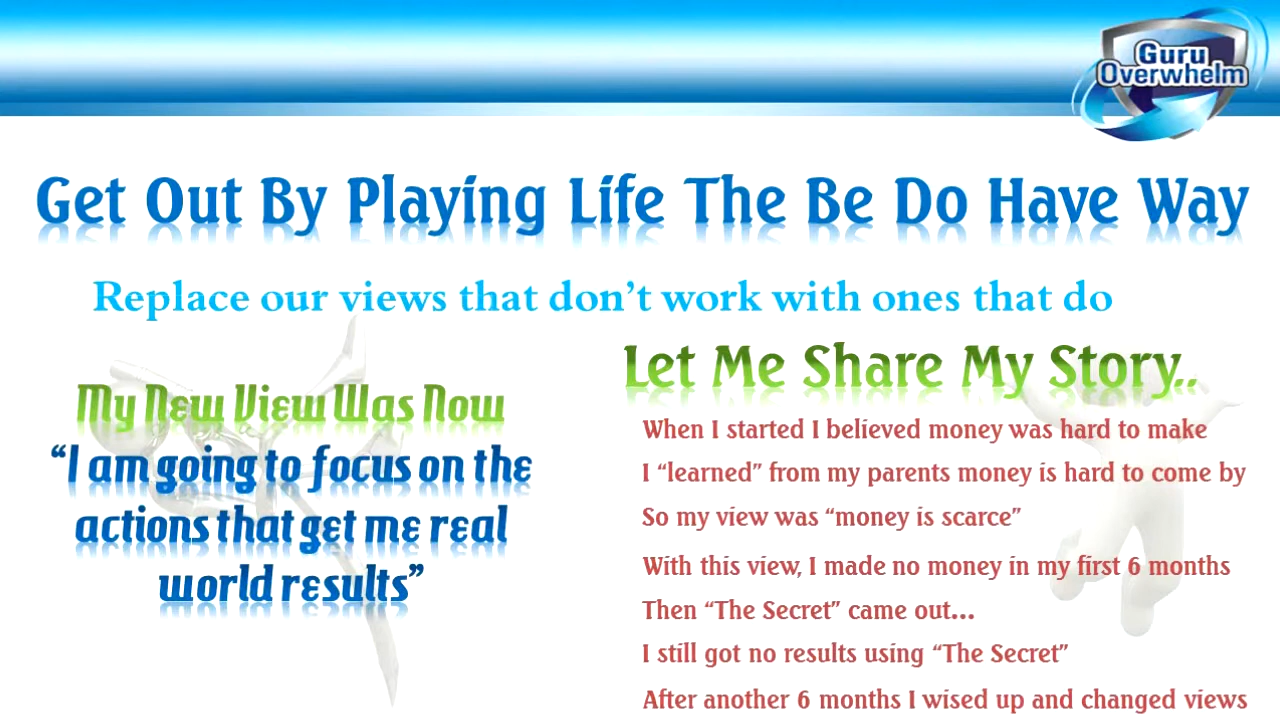 Guru
Overwhelm
Get Out By Playing Life The Be Do Have Way
Replace our views that don't work with ones that do
My New View Was Now
“I am going to focus on the
actions that get me real
world results”
Let Me Share My Story..
When I started I believed money was hard to make
I “learned” from my parents money is hard to come by
So my view was “money is scarce”
With this view, I made no money in my first 6 months
Then “The Secret” came out...
I still got no results using “The Secret”
After another 6 months I wised up and changed views